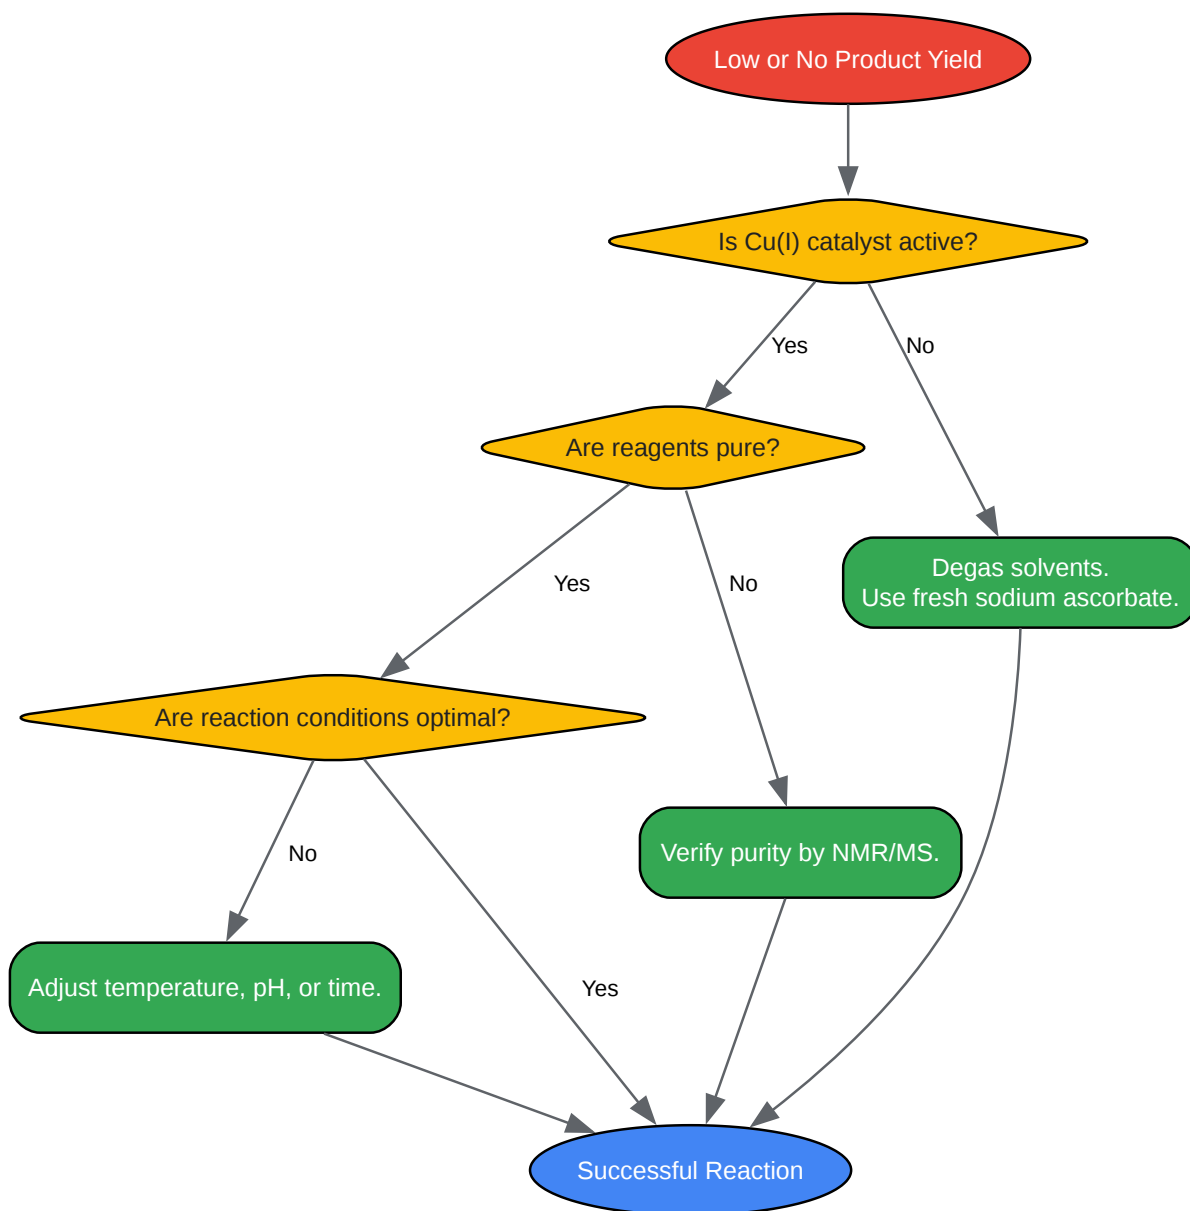 Low or No Product Yield
Is Cu(I) catalyst active?
Yes
No
Are reagents pure?
Degas solvents.
Use fresh sodium ascorbate.
Yes
No
Are reaction conditions optimal?
No
Verify purity by NMR/MS.
Adjust temperature, pH, or time.
Yes
Successful Reaction